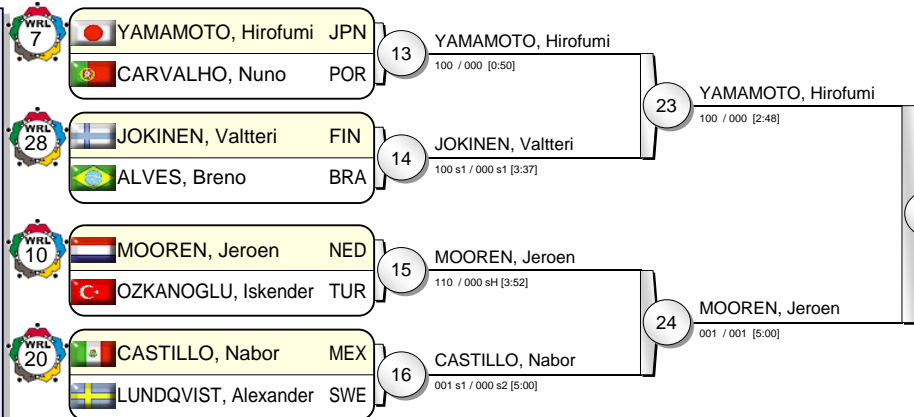 WRL
7
YAMAMOTO, Hirofumi JPN
CARVALHO, Nuno POR
13
YAMAMOTO, Hirofumi
100 / 000 [0:50]
WRL
28
JOKINEN, Valtteri FIN
ALVES, Breno BRA
14
JOKINEN, Valtteri
100 s1 / 000 s1 [3:37]
23
YAMAMOTO, Hirofumi
100 / 000 [2:48]
WRL
10
MOOREN, Jeroen NED
OZKANOGLU, Iskender TUR
15
MOOREN, Jeroen
110 / 000 sH [3:52]
WRL
20
CASTILLO, Nabor MEX
LUNDQVIST, Alexander SWE
16
CASTILLO, Nabor
001 s1 / 000 s2 [5:00]
24
MOOREN, Jeroen
001 / 001 [5:00]